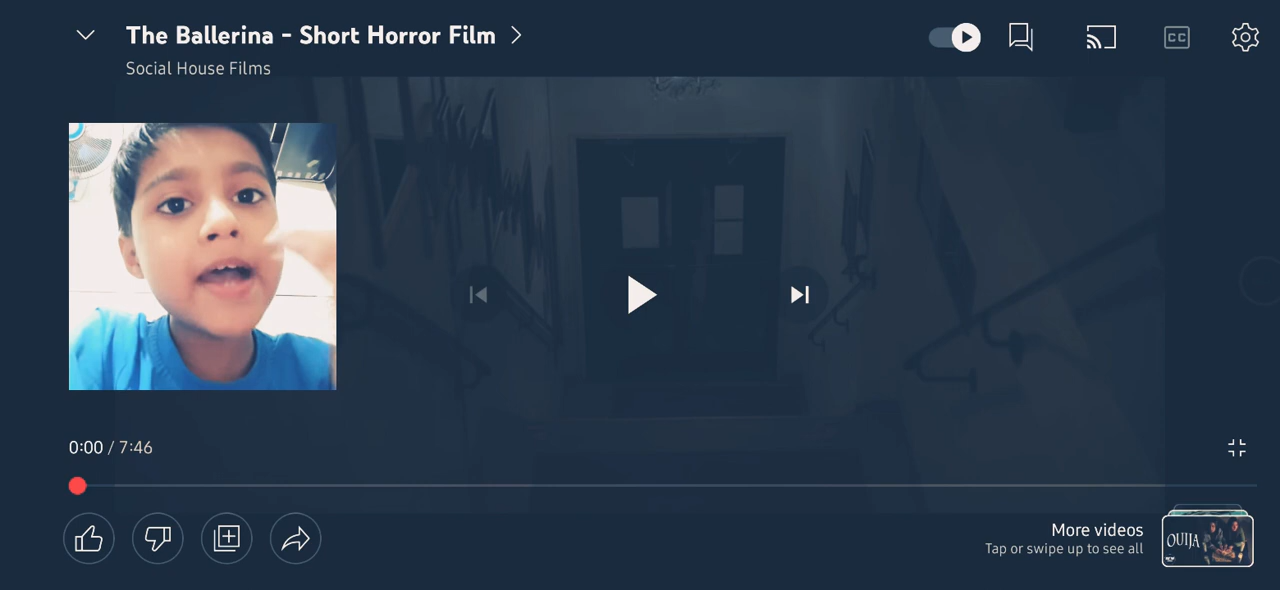 The Ballerina - Short Horror Film
Social House Films
CC
0:00 / 7:46
More videos
Tap or swipe up to see all
OUIJA